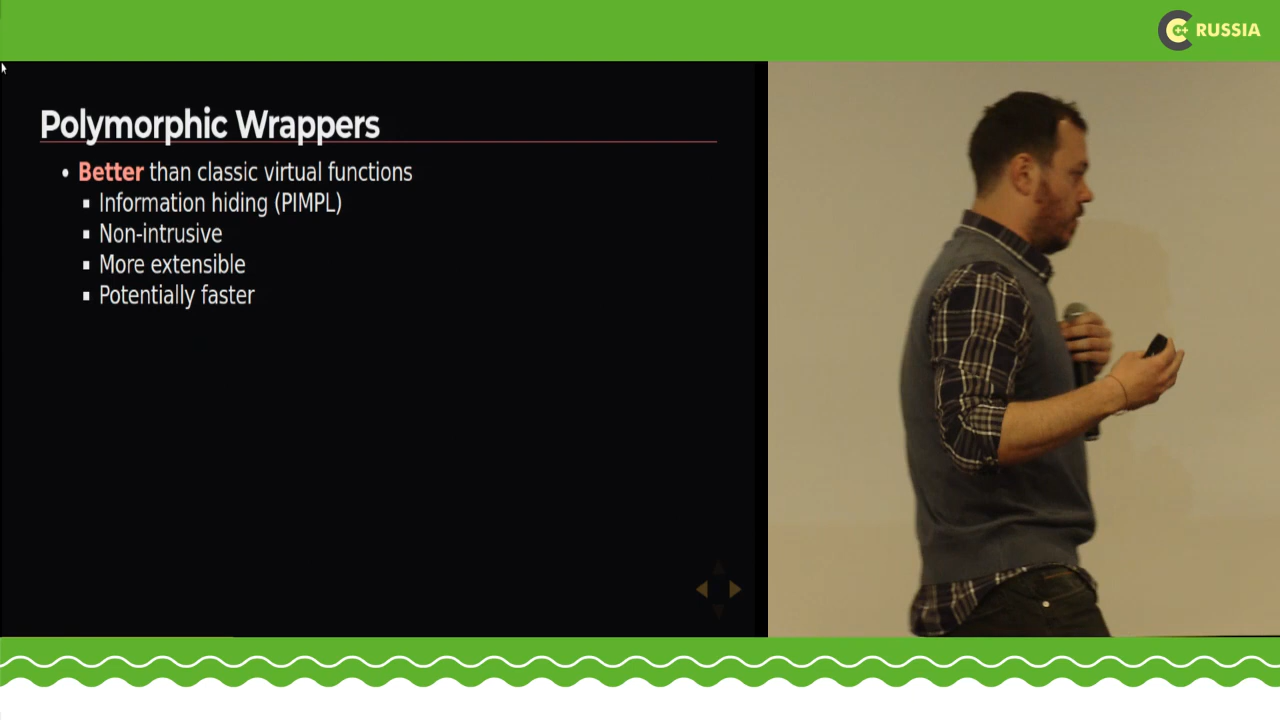 C++ RUSSIA
Polymorphic Wrappers
• Better than classic virtual functions
▪ Information hiding (PIMPL)
▪ Non-intrusive
▪ More extensible
▪ Potentially faster